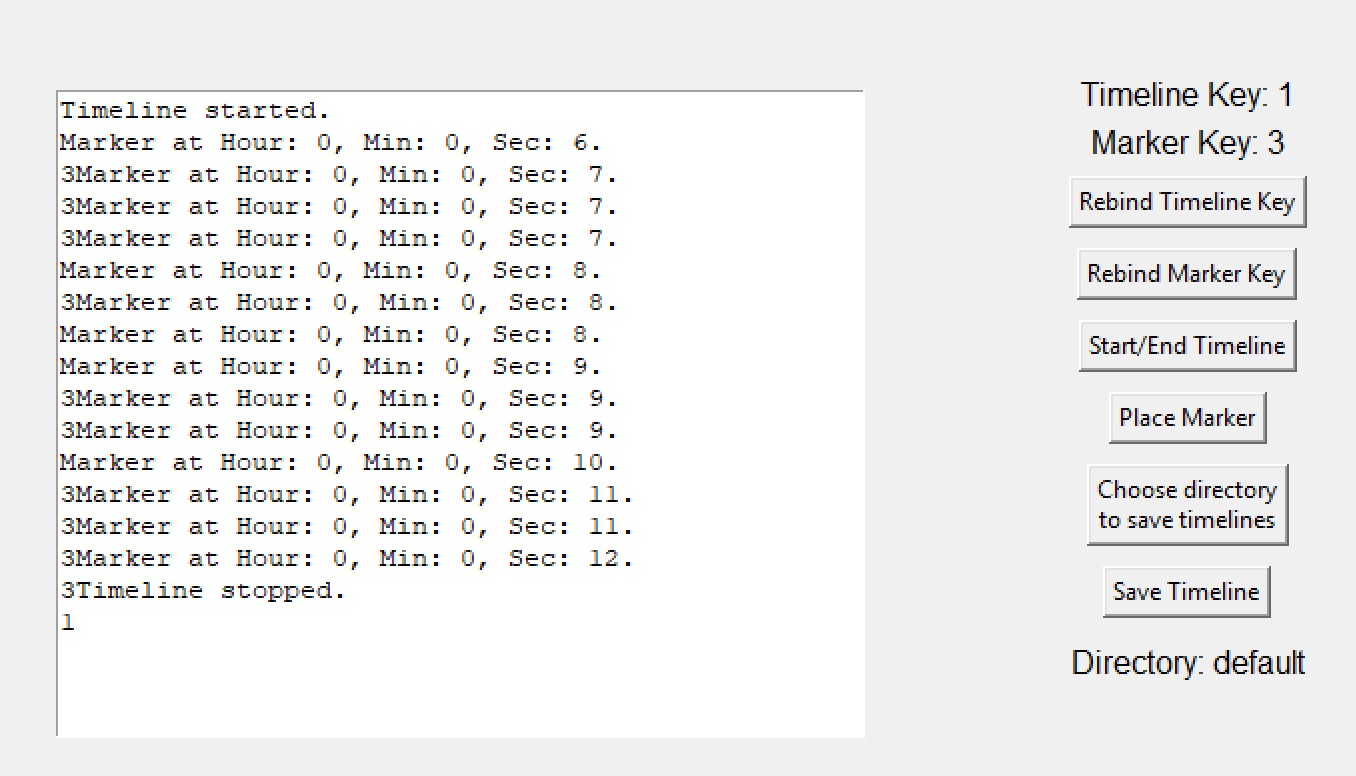 Timeline started.
Marker at Hour: 0, Min: 0, Sec: 6.
3Marker at Hour: 0, Min: 0, Sec: 7.
3Marker at Hour: 0, Min: 0, Sec: 7.
3Marker at Hour: 0, Min: 0, Sec: 7.
Marker at Hour: 0, Min: 0, Sec: 8.
3Marker at Hour: 0, Min: 0, Sec: 8.
Marker at Hour: 0, Min: 0, Sec: 8.
Marker at Hour: 0, Min: 0, Sec: 9.
3Marker at Hour: 0, Min: 0, Sec: 9.
3Marker at Hour: 0, Min: 0, Sec: 9.
Marker at Hour: 0, Min: 0, Sec: 10.
3Marker at Hour: 0, Min: 0, Sec: 11.
3Marker at Hour: 0, Min: 0, Sec: 11.
3Marker at Hour: 0, Min: 0, Sec: 12.
3Timeline stopped.
1
Timeline Key: 1
Marker Key: 3
Rebind Timeline Key
Rebind Marker Key
Start/End Timeline
Place Marker
Choose directory
to save timelines
Save Timeline
Directory: default